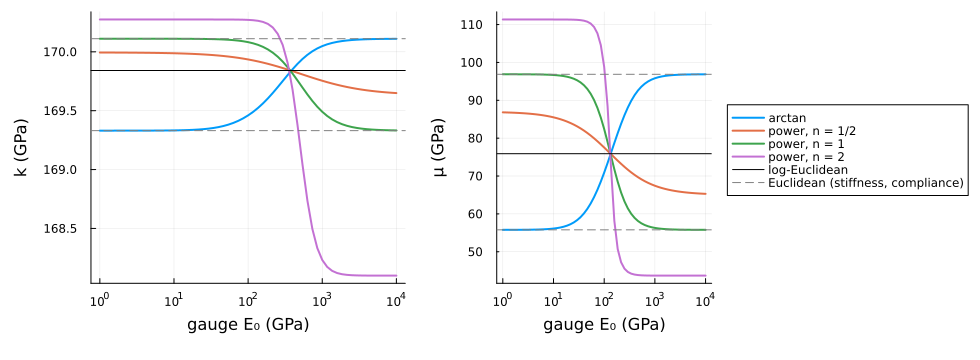 k (GPa)
170.0
169.5
169.0
168.5
10⁰
10¹
10²
10³
10⁴
gauge E₀ (GPa)
μ (GPa)
110
100
90
80
70
60
50
10⁰
10¹
10²
10³
10⁴
gauge E₀ (GPa)
arctan
power, n = 1/2
power, n = 1
power, n = 2
log-Euclidean
Euclidean (stiffness, compliance)